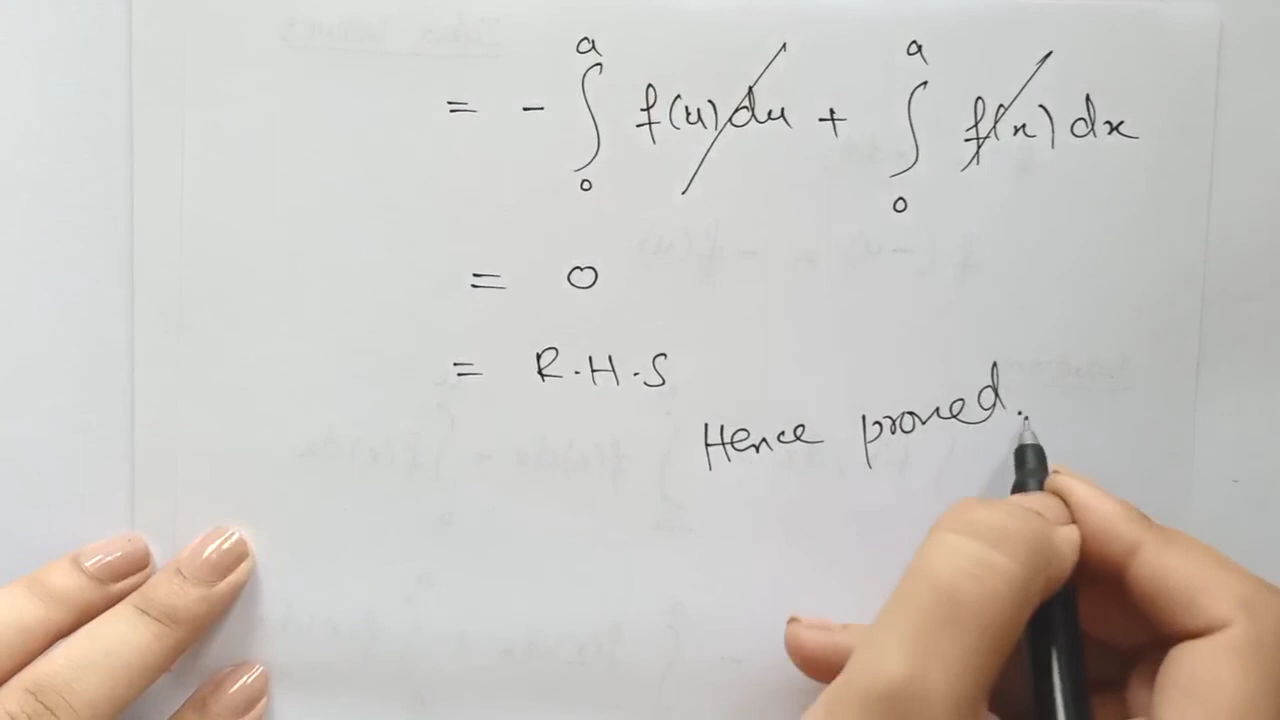 = - ∫₀ᵃ f(u) du + ∫₀ᵃ f(x) dx
= 0
= R.H.S
Hence proved.